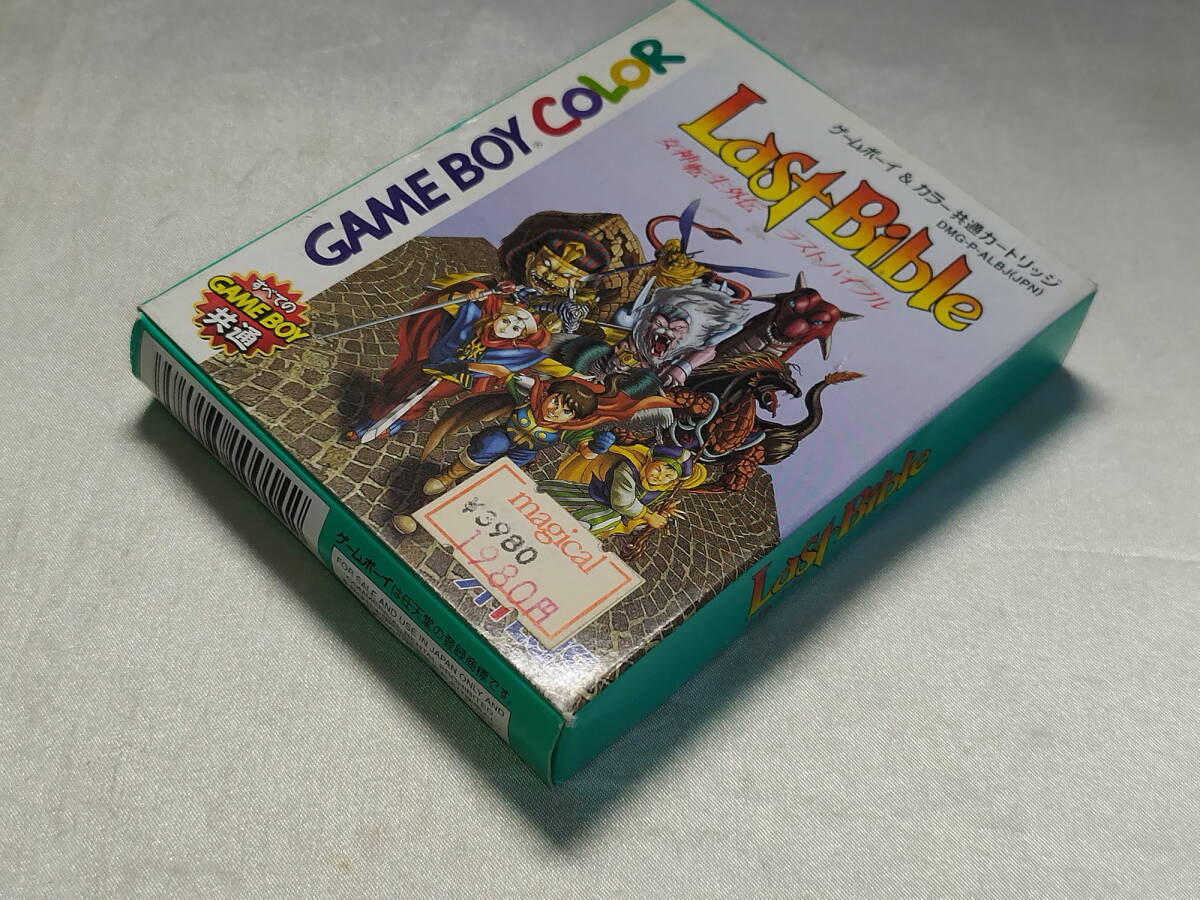 GAME BOY COLOR
ゲームボーイ&カラー共通カートリッジ
DMG-P-ALBJ(JPN)
Last Bible
女神転生外伝 ラストバイブル
すべての
GAME BOY
共通
magical
¥3980
1980円
Last Bible
ゲームボーイは任天堂の登録商標です。
FOR SALE AND USE IN JAPAN ONLY AND